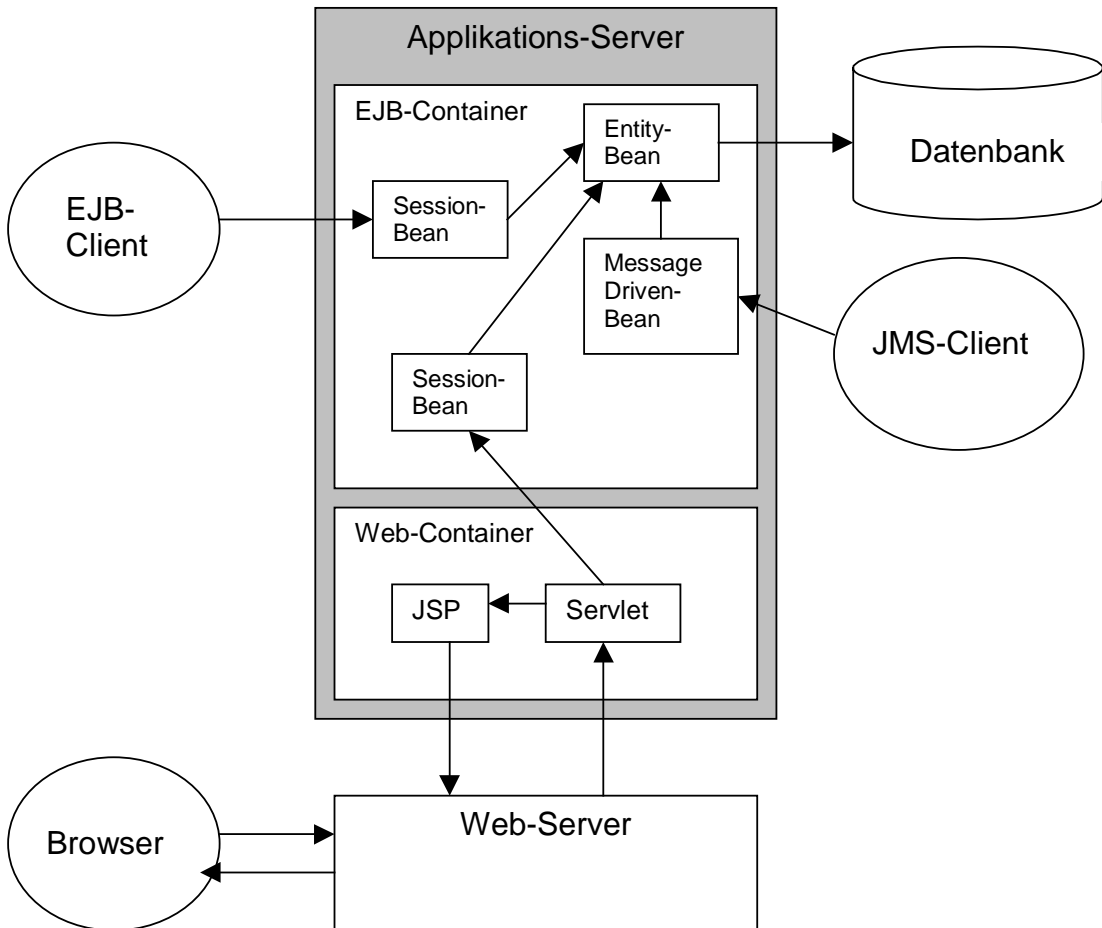 Applikations-Server
EJB-Container
Entity-
Bean
Datenbank
EJB-
Client
Session-
Bean
Message
Driven-
Bean
JMS-Client
Session-
Bean
Web-Container
JSP
Servlet
Web-Server
Browser